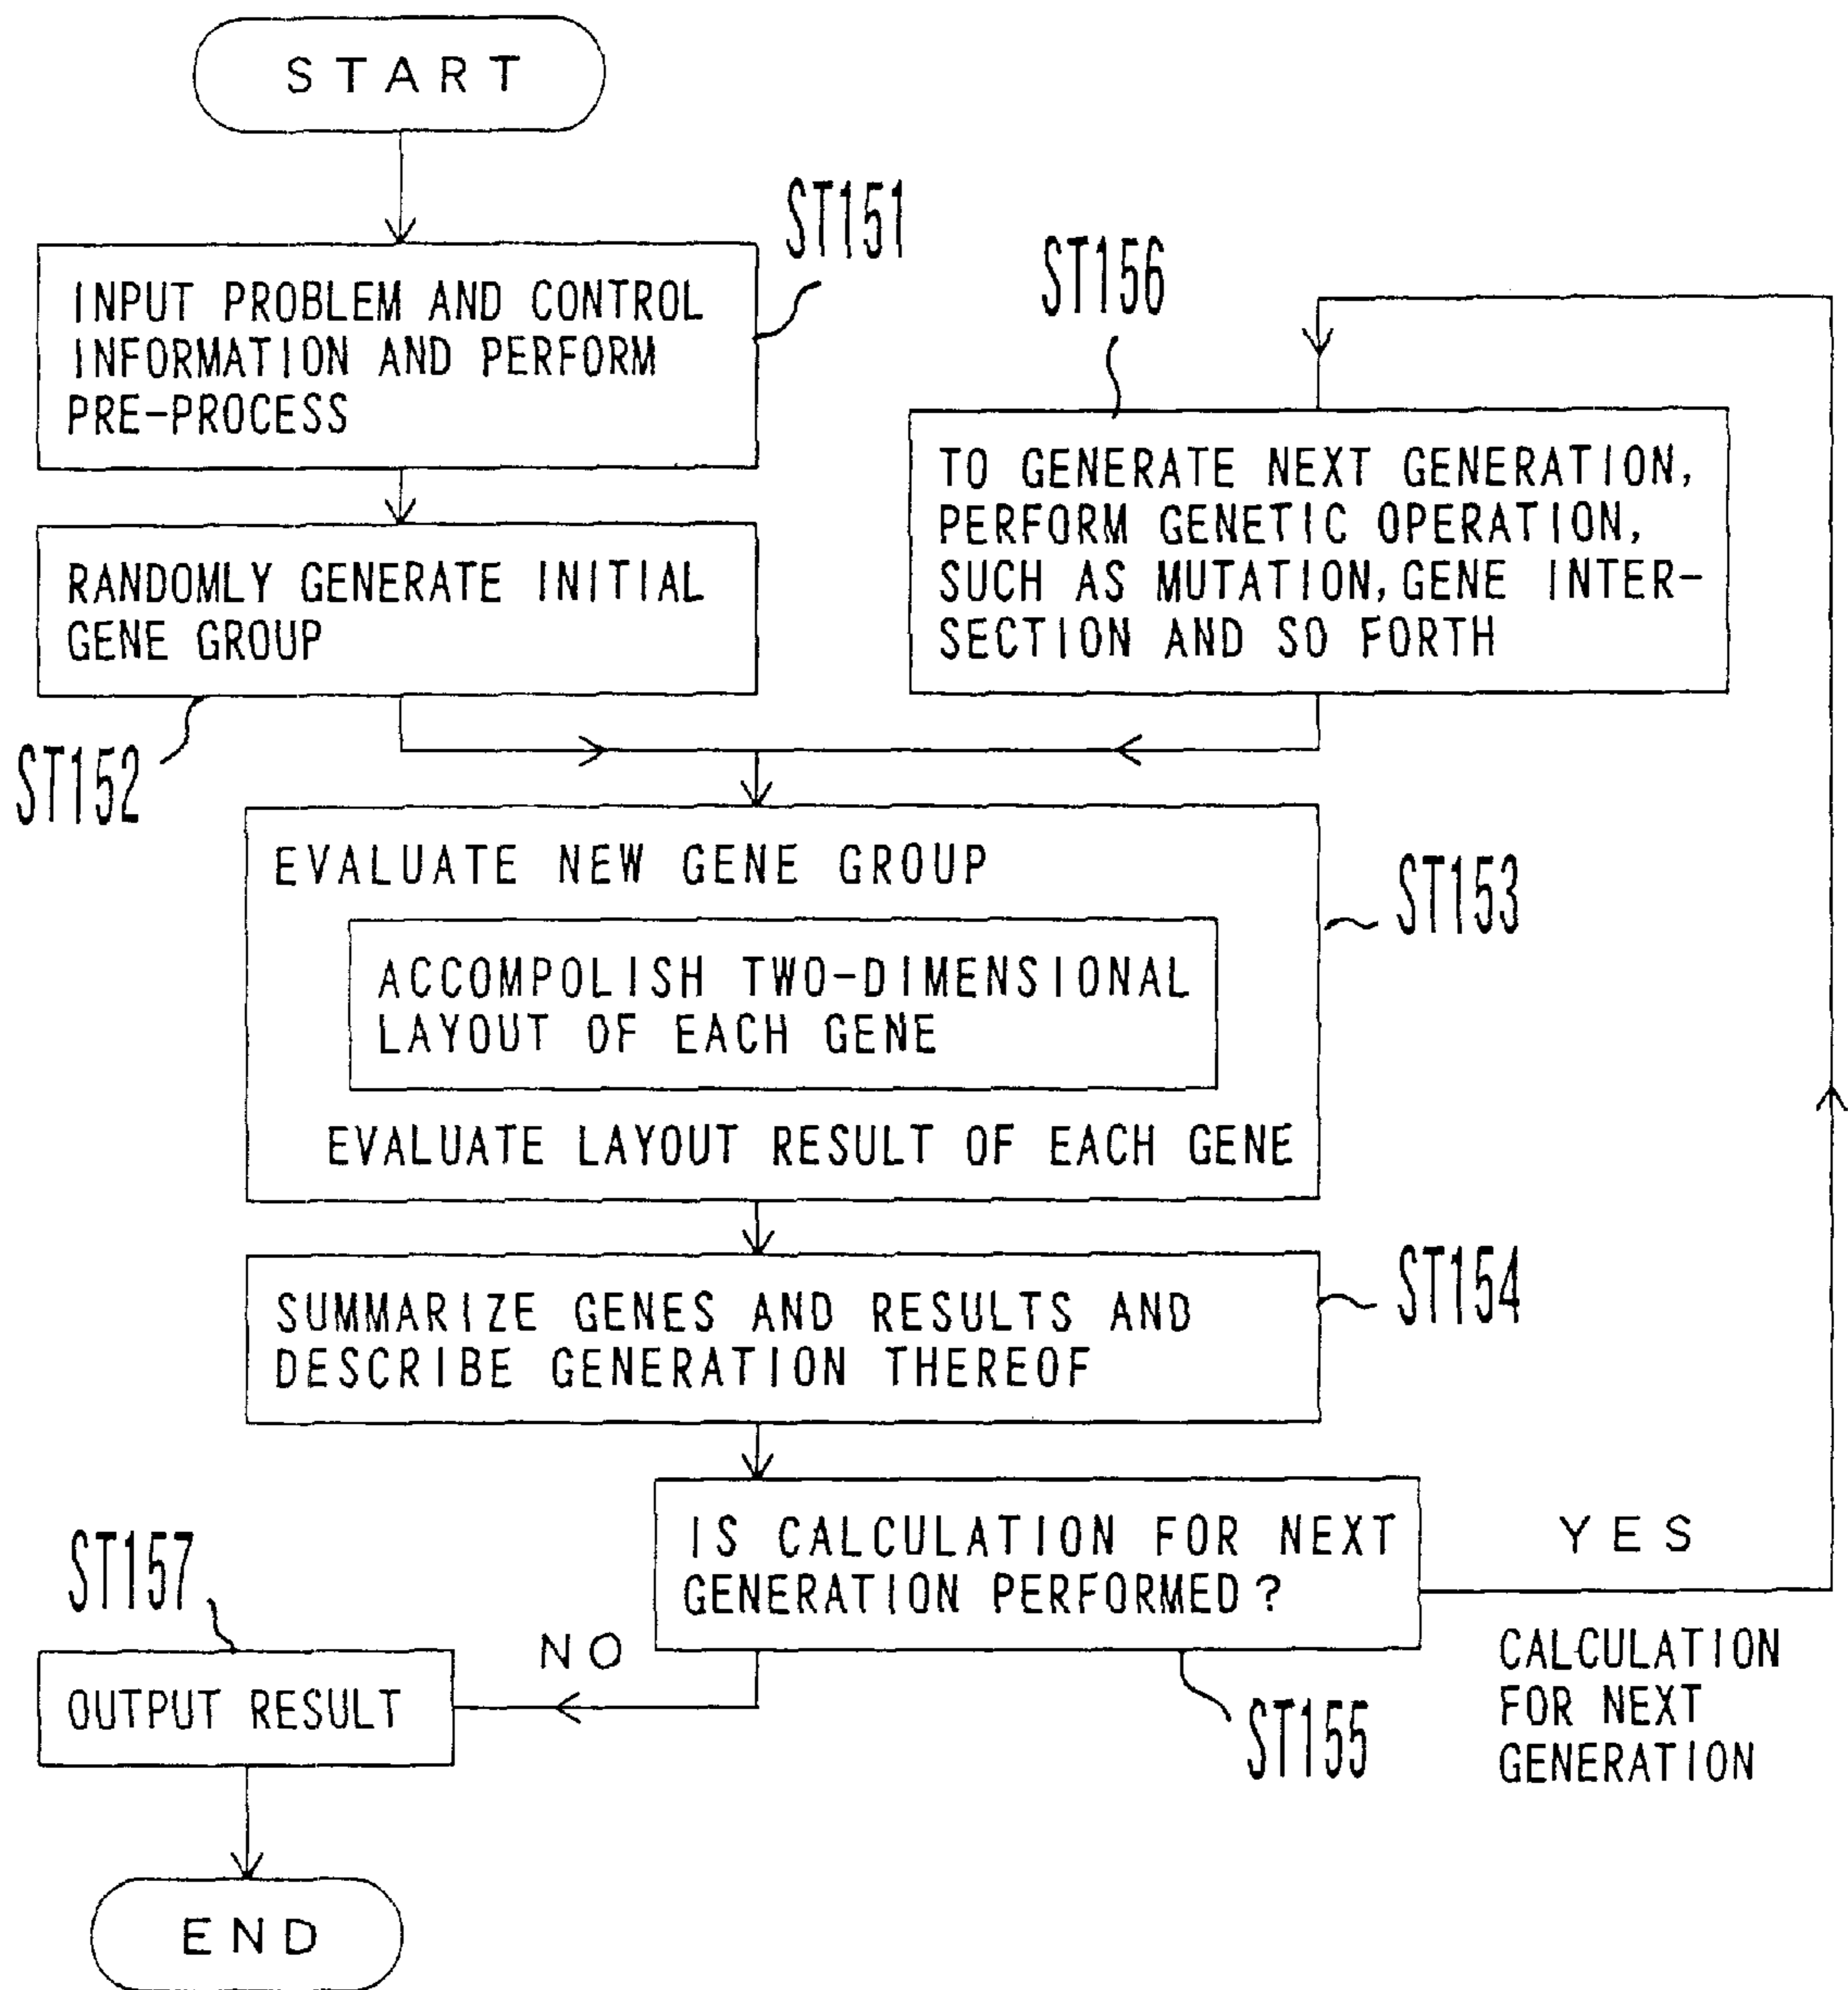 START
ST151
INPUT PROBLEM AND CONTROL
INFORMATION AND PERFORM
PRE-PROCESS
ST156
TO GENERATE NEXT GENERATION,
PERFORM GENETIC OPERATION,
SUCH AS MUTATION, GENE INTER-
SECTION AND SO FORTH
RANDOMLY GENERATE INITIAL
GENE GROUP
ST152
EVALUATE NEW GENE GROUP
ST153
ACCOMPOLISH TWO-DIMENSIONAL
LAYOUT OF EACH GENE
EVALUATE LAYOUT RESULT OF EACH GENE
ST154
SUMMARIZE GENES AND RESULTS AND
DESCRIBE GENERATION THEREOF
IS CALCULATION FOR NEXT
GENERATION PERFORMED?
YES
CALCULATION
FOR NEXT
GENERATION
ST155
NO
ST157
OUTPUT RESULT
END